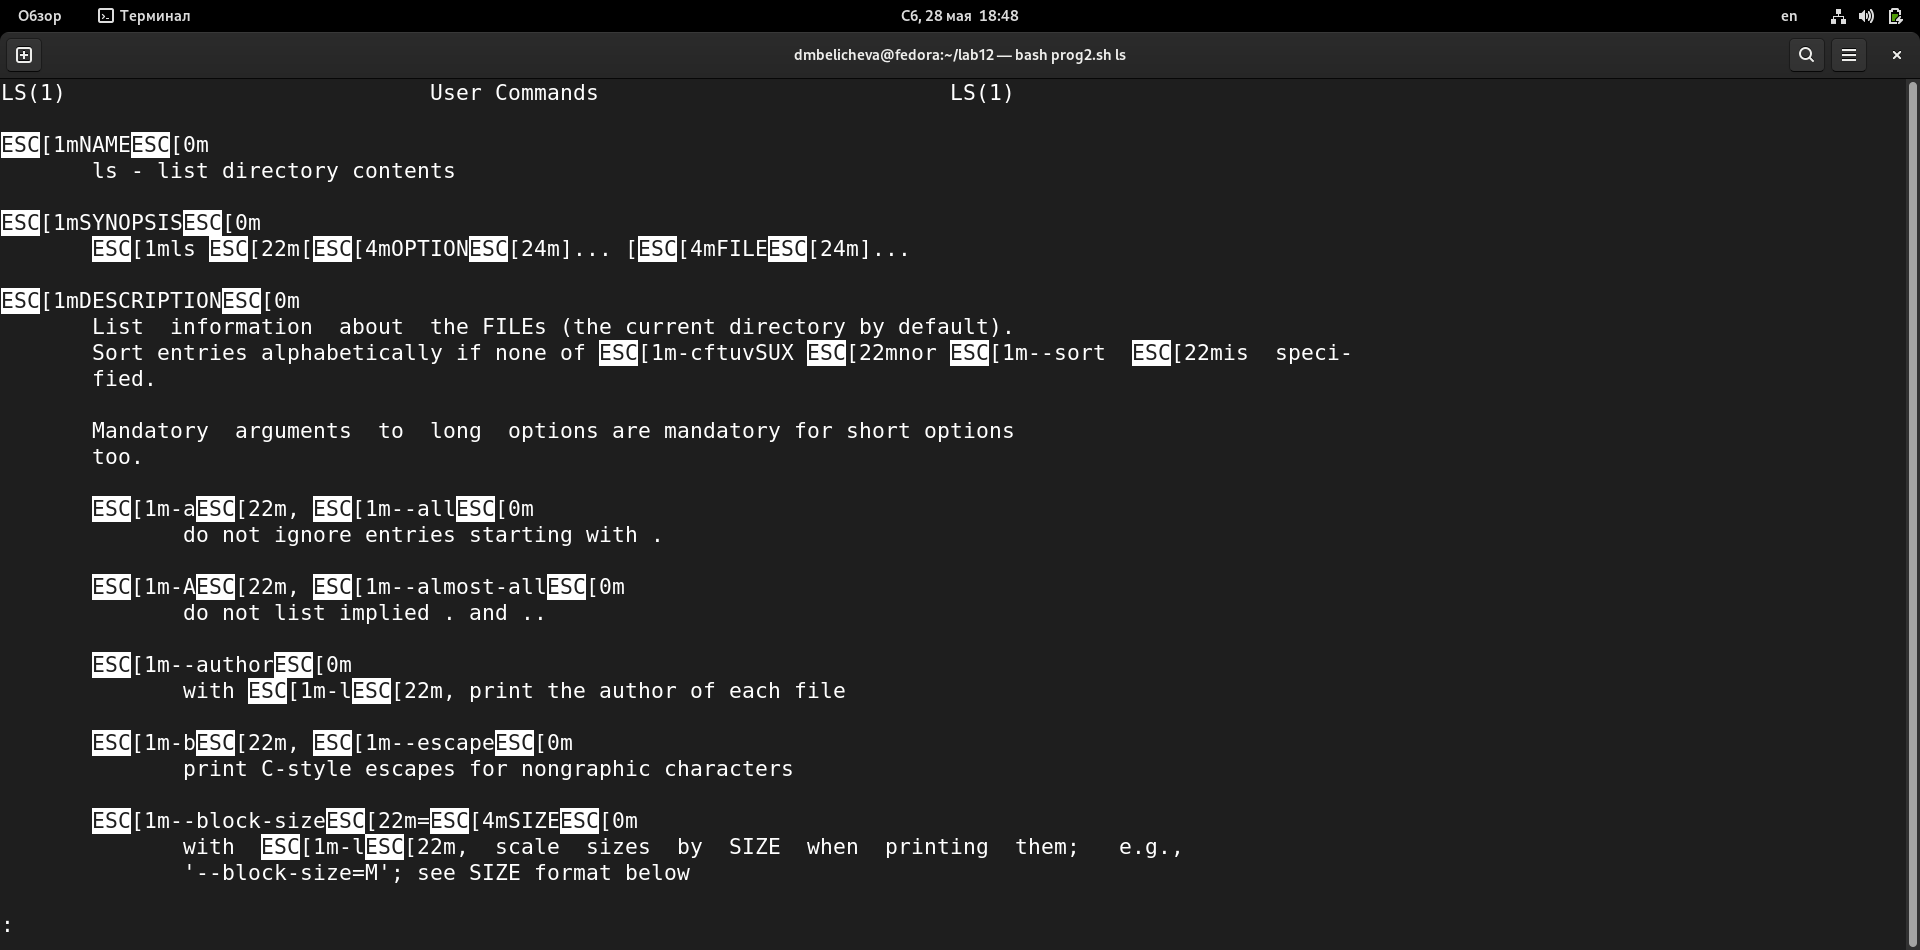 Обзор Терминал Сб, 28 мая 18:48 en
dmbelicheva@fedora:~/lab12 — bash prog2.sh ls
LS(1) User Commands LS(1)
ESC[1mNAMEESC[0m
ls - list directory contents
ESC[1mSYNOPSISESC[0m
ESC[1mls ESC[22m[ESC[4mOPTIONESC[24m]... [ESC[4mFILEESC[24m]...
ESC[1mDESCRIPTIONESC[0m
List  information  about  the FILEs (the current directory by default).
Sort entries alphabetically if none of ESC[1m-cftuvSUX ESC[22mnor ESC[1m--sort  ESC[22mis  speci-
fied.
Mandatory  arguments  to  long  options are mandatory for short options
too.
ESC[1m-aESC[22m, ESC[1m--allESC[0m
do not ignore entries starting with .
ESC[1m-AESC[22m, ESC[1m--almost-allESC[0m
do not list implied . and ..
ESC[1m--authorESC[0m
with ESC[1m-lESC[22m, print the author of each file
ESC[1m-bESC[22m, ESC[1m--escapeESC[0m
print C-style escapes for nongraphic characters
ESC[1m--block-sizeESC[22m=ESC[4mSIZEESC[0m
with  ESC[1m-lESC[22m,  scale  sizes  by  SIZE  when  printing  them;   e.g.,
'--block-size=M'; see SIZE format below
: